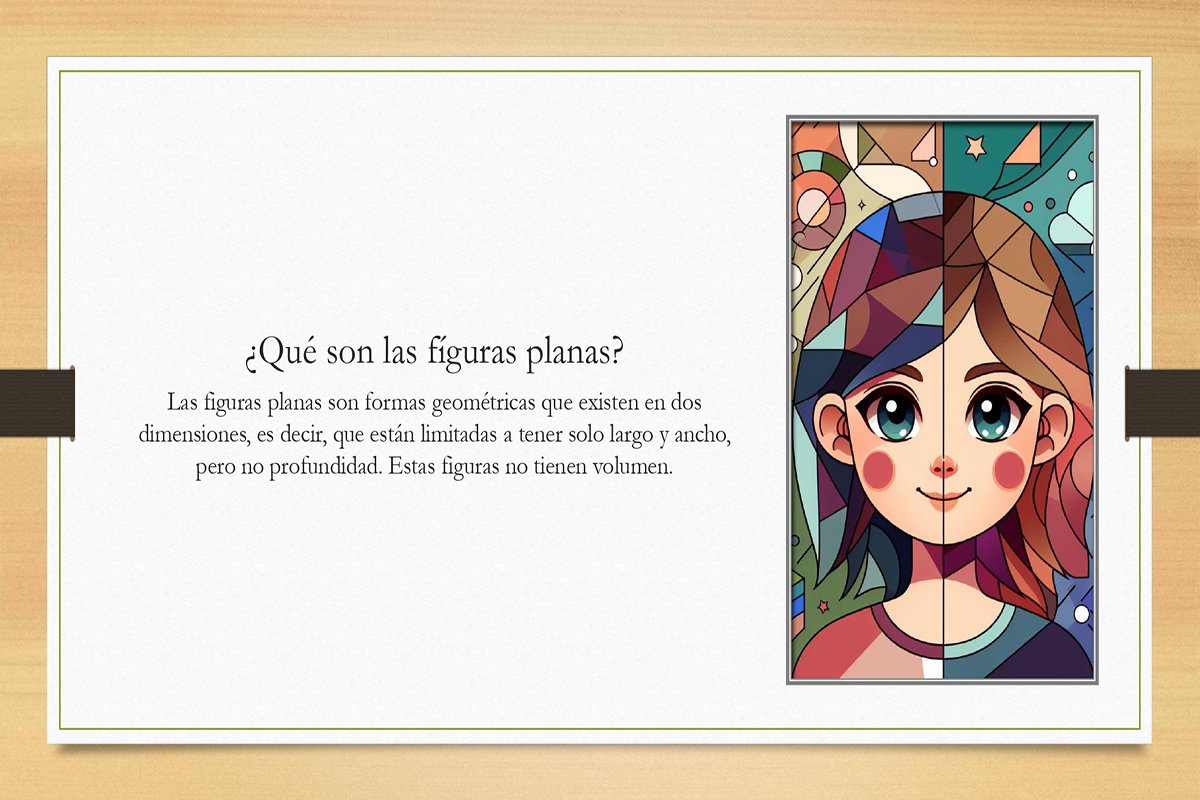 ¿Qué son las fíguras planas?
Las figuras planas son formas geométricas que existen en dos
dimensiones, es decir, que están limitadas a tener solo largo y ancho,
pero no profundidad. Estas figuras no tienen volumen.